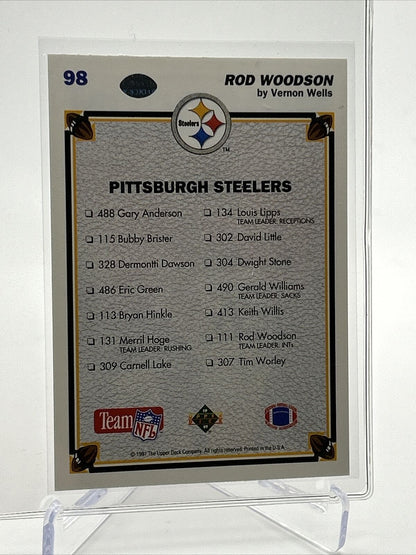 98
ROD WOODSON
by Vernon Wells
Steelers
TM
PITTSBURGH STEELERS
488 Gary Anderson
115 Bubby Brister
328 Dermontti Dawson
486 Eric Green
113 Bryan Hinkle
131 Merril Hoge
TEAM LEADER: RUSHING
309 Carnell Lake
134 Louis Lipps
TEAM LEADER: RECEPTIONS
302 David Little
304 Dwight Stone
490 Gerald Williams
TEAM LEADER: SACKS
413 Keith Willis
111 Rod Woodson
TEAM LEADER: INTs
307 Tim Worley
Team NFL
© 1991 The Upper Deck Company. All rights reserved. Printed in the U.S.A.